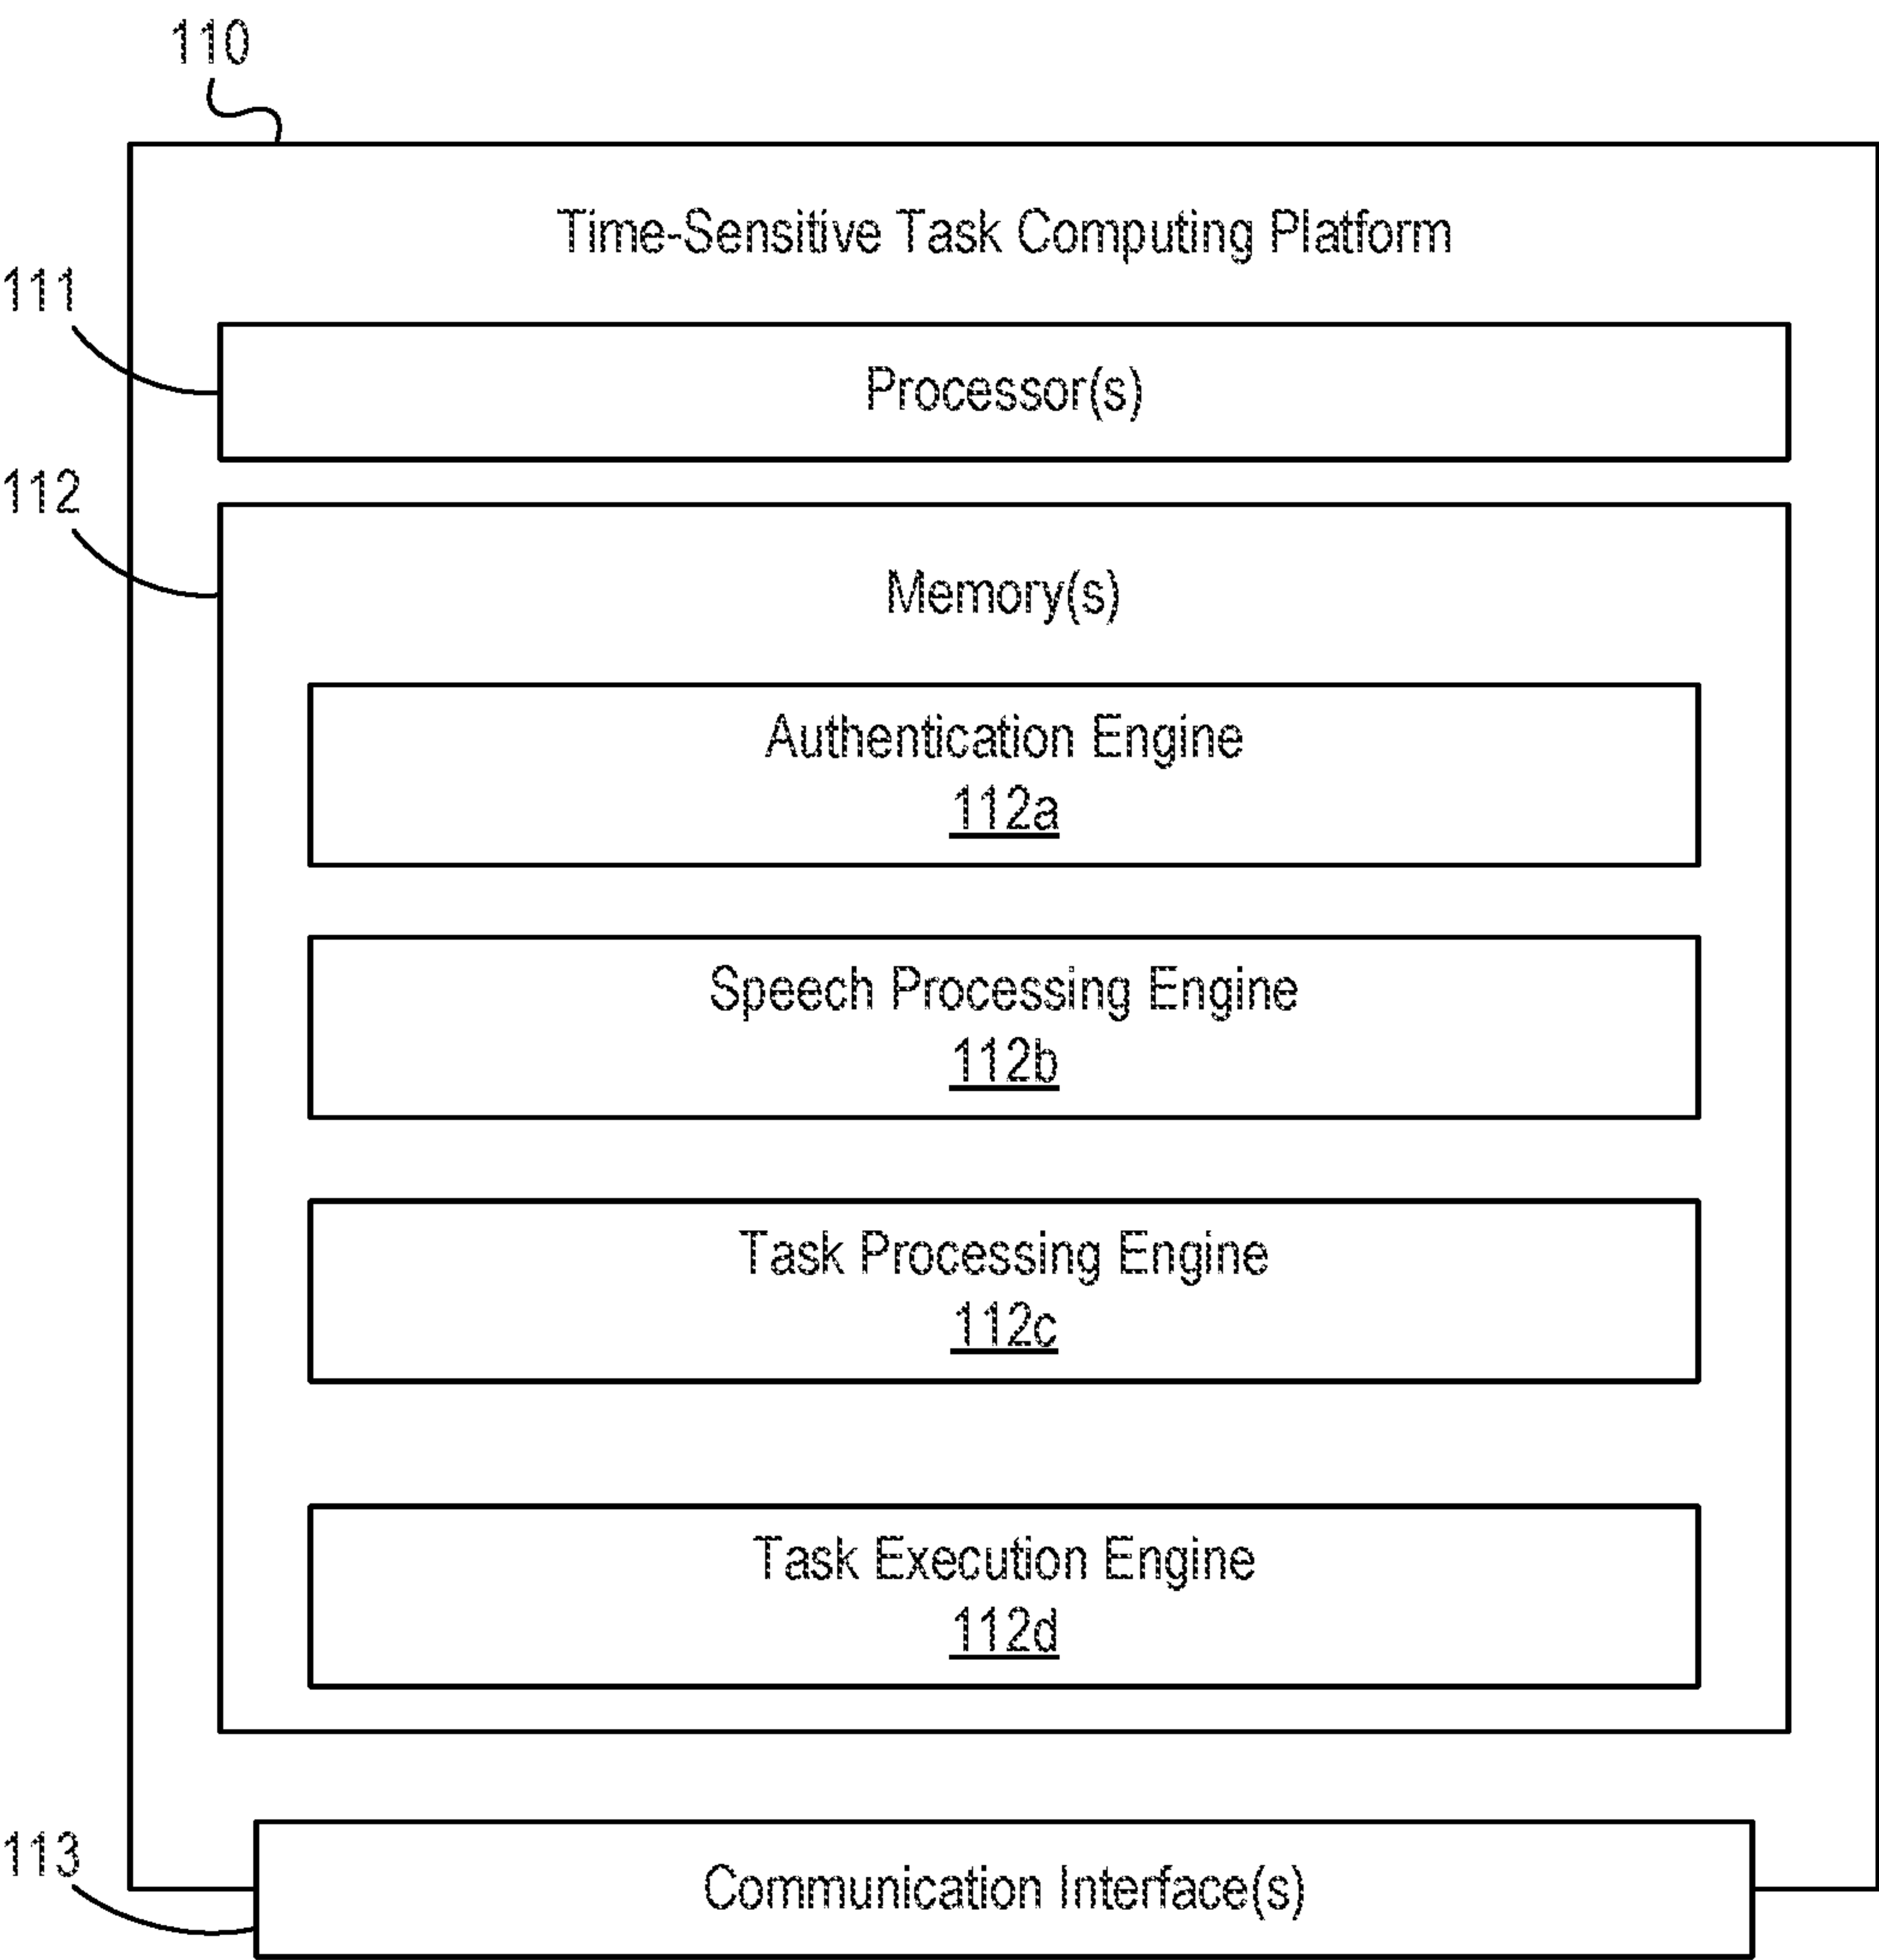 110
Time-Sensitive Task Computing Platform
111
Processor(s)
112
Memory(s)
Authentication Engine
112a
Speech Processing Engine
112b
Task Processing Engine
112c
Task Execution Engine
112d
113
Communication Interface(s)